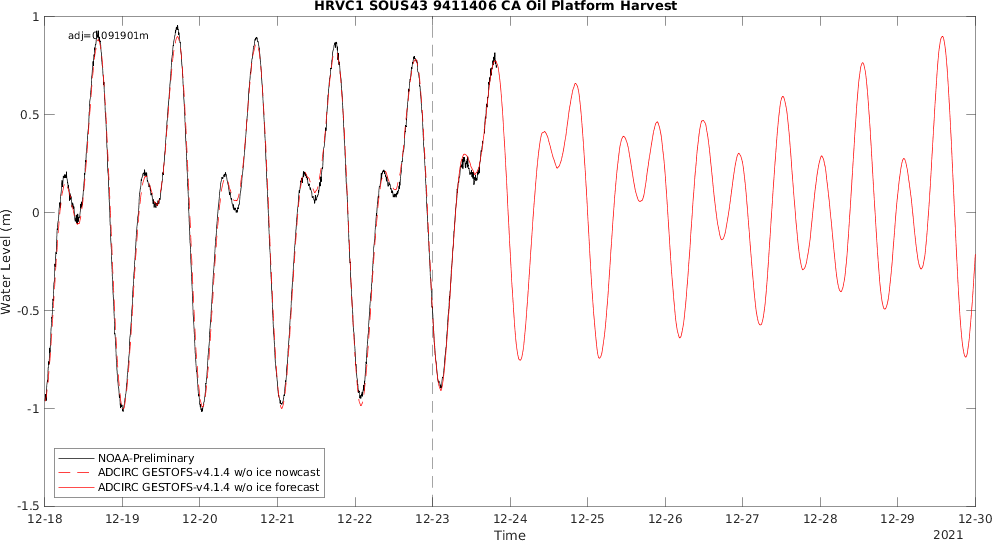 HRVC1 SOUS43 9411406 CA Oil Platform Harvest
adj=0.091901m
1
0.5
0
-0.5
-1
-1.5
Water Level (m)
NOAA-Preliminary
ADCIRC GESTOFS-v4.1.4 w/o ice nowcast
ADCIRC GESTOFS-v4.1.4 w/o ice forecast
12-18 12-19 12-20 12-21 12-22 12-23 12-24 12-25 12-26 12-27 12-28 12-29 12-30
Time
2021